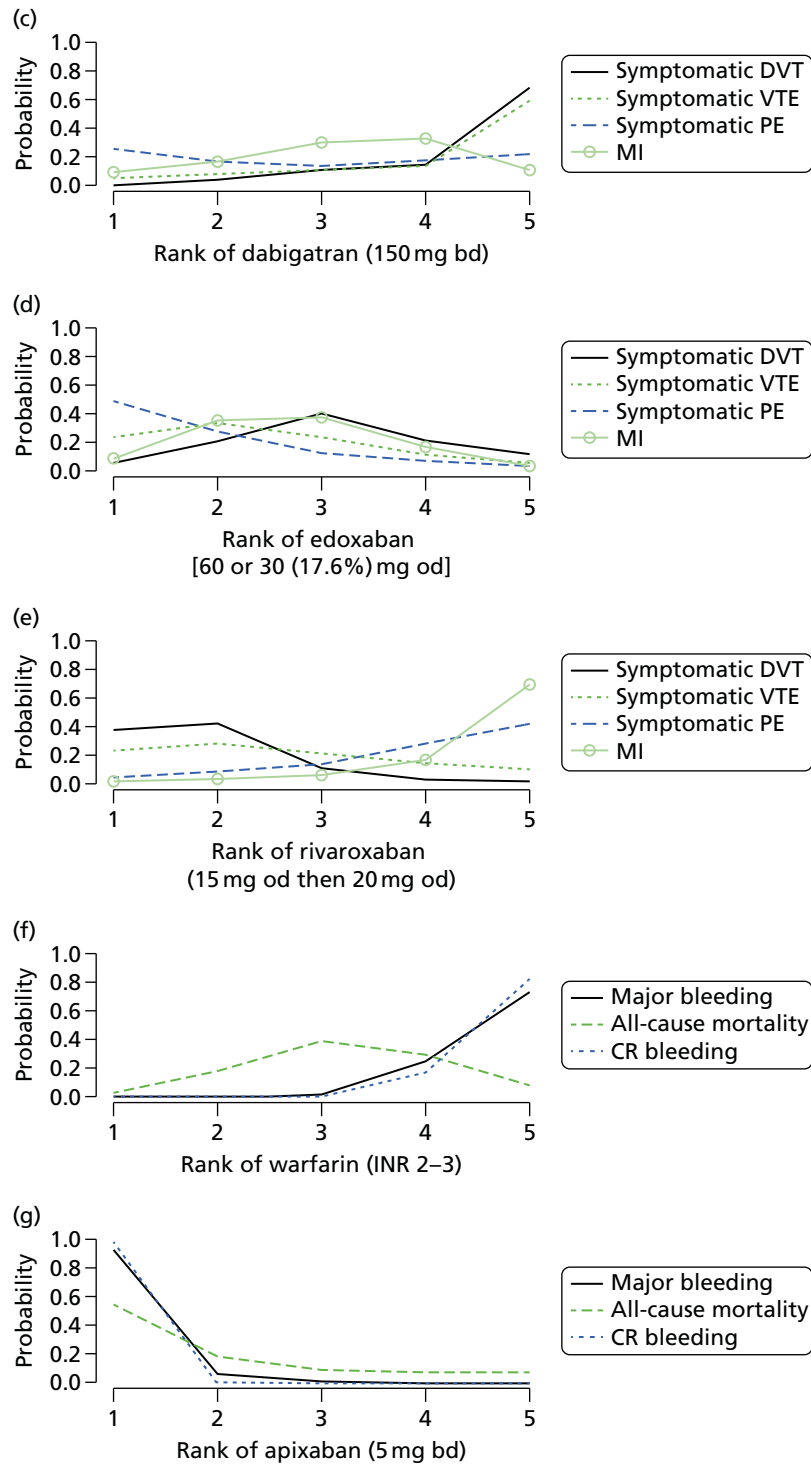 (c)
1.0
0.8
0.6
0.4
0.2
0.0
Probability
1 2 3 4 5
Rank of dabigatran (150 mg bd)
Symptomatic DVT
Symptomatic VTE
Symptomatic PE
MI
(d)
1.0
0.8
0.6
0.4
0.2
0.0
Probability
1 2 3 4 5
Rank of edoxaban
[60 or 30 (17.6%) mg od]
Symptomatic DVT
Symptomatic VTE
Symptomatic PE
MI
(e)
1.0
0.8
0.6
0.4
0.2
0.0
Probability
1 2 3 4 5
Rank of rivaroxaban
(15 mg od then 20 mg od)
Symptomatic DVT
Symptomatic VTE
Symptomatic PE
MI
(f)
1.0
0.8
0.6
0.4
0.2
0.0
Probability
1 2 3 4 5
Rank of warfarin (INR 2–3)
Major bleeding
All-cause mortality
CR bleeding
(g)
1.0
0.8
0.6
0.4
0.2
0.0
Probability
1 2 3 4 5
Rank of apixaban (5 mg bd)
Major bleeding
All-cause mortality
CR bleeding